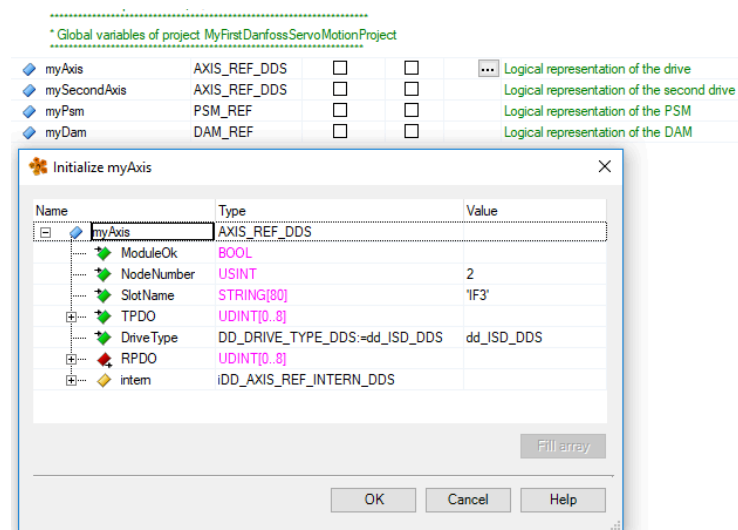 **********************************************************************
* Global variables of project MyFirstDanfossServoMotionProject
**********************************************************************
myAxis AXIS_REF_DDS ... Logical representation of the drive
mySecondAxis AXIS_REF_DDS Logical representation of the second drive
myPsm PSM_REF Logical representation of the PSM
myDam DAM_REF Logical representation of the DAM
Initialize myAxis
Name Type Value
myAxis AXIS_REF_DDS
ModuleOk BOOL
NodeNumber USINT 2
SlotName STRING[80] 'IF3'
TPDO UDINT[0..8]
DriveType DD_DRIVE_TYPE_DDS:=dd_ISD_DDS dd_ISD_DDS
RPDO UDINT[0..8]
intern iDD_AXIS_REF_INTERN_DDS
Fill array
OK Cancel Help